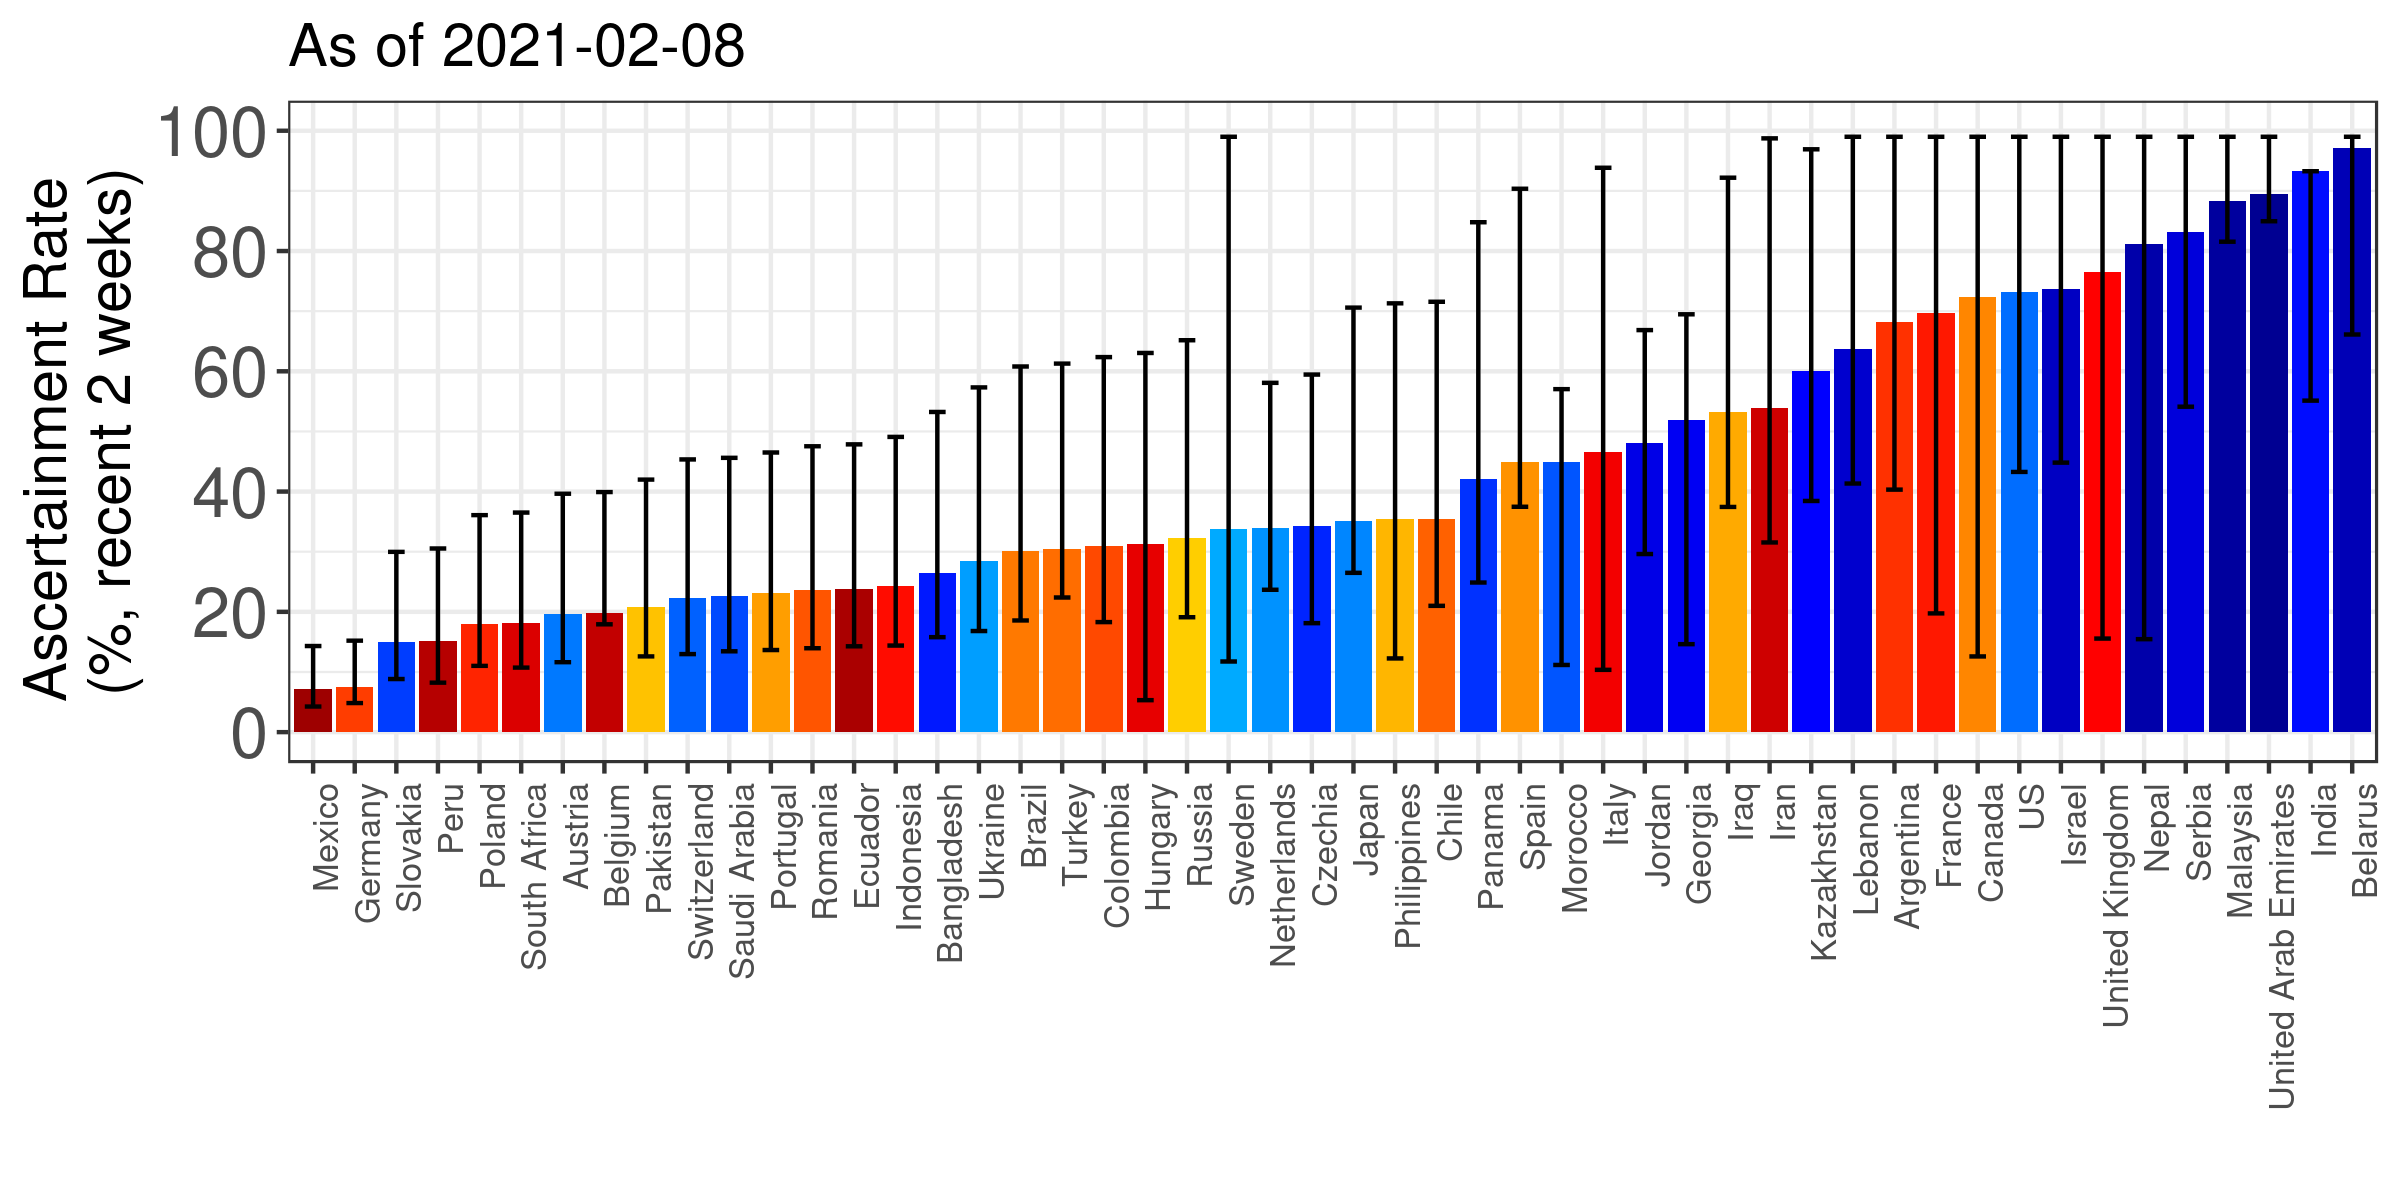 As of 2021-02-08
Ascertainment Rate
(%, recent 2 weeks)
100
80
60
40
20
0
Mexico
Germany
Slovakia
Peru
Poland
South Africa
Austria
Belgium
Pakistan
Switzerland
Saudi Arabia
Portugal
Romania
Ecuador
Indonesia
Bangladesh
Ukraine
Brazil
Turkey
Colombia
Hungary
Russia
Sweden
Netherlands
Czechia
Japan
Philippines
Chile
Panama
Spain
Morocco
Italy
Jordan
Georgia
Iraq
Iran
Kazakhstan
Lebanon
Argentina
France
Canada
US
Israel
United Kingdom
Nepal
Serbia
Malaysia
United Arab Emirates
India
Belarus